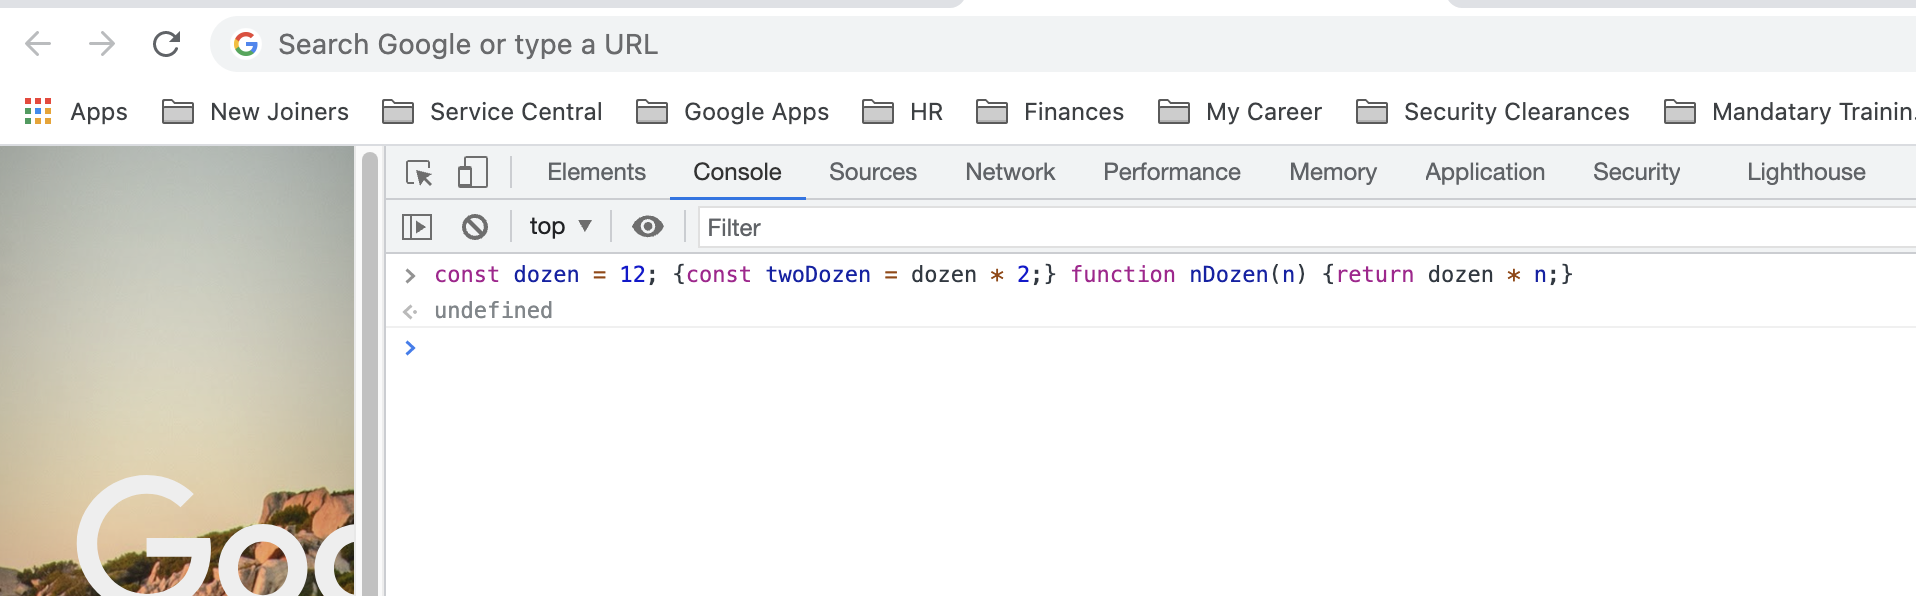 Search Google or type a URL
Apps New Joiners Service Central Google Apps HR Finances My Career Security Clearances Mandatary Trainin
Elements Console Sources Network Performance Memory Application Security Lighthouse
top Filter
> const dozen = 12; {const twoDozen = dozen * 2;} function nDozen(n) {return dozen * n;}
undefined
>
Goo